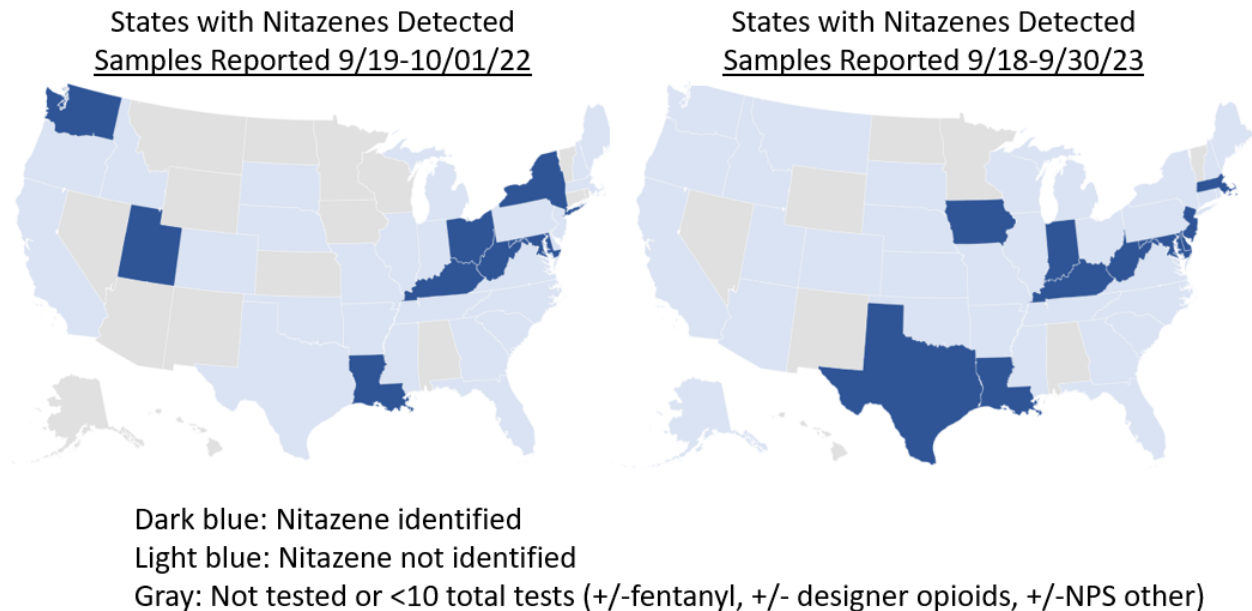 States with Nitazenes Detected
Samples Reported 9/19-10/01/22
States with Nitazenes Detected
Samples Reported 9/18-9/30/23
Dark blue: Nitazene identified
Light blue: Nitazene not identified
Gray: Not tested or <10 total tests (+/-fentanyl, +/- designer opioids, +/-NPS other)